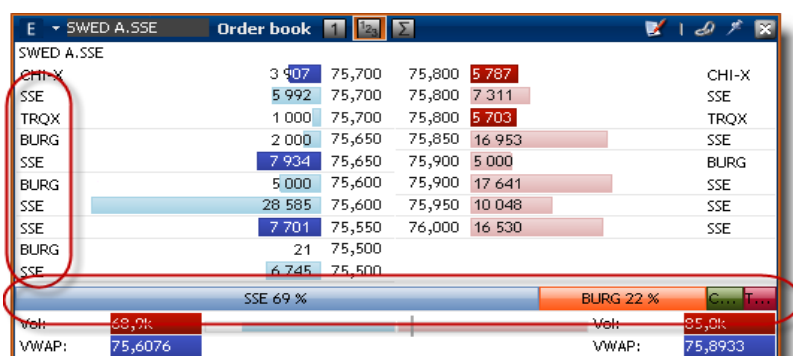 E SWED A.SSE Order book 1 123 Σ
SWED A.SSE
CHI-X 3 907 75,700 75,800 5 787 CHI-X
SSE 5 992 75,700 75,800 7 311 SSE
TRQX 1 000 75,700 75,800 5 703 TRQX
BURG 2 000 75,650 75,850 16 953 SSE
SSE 7 934 75,650 75,900 5 000 BURG
BURG 5 000 75,600 75,900 17 641 SSE
SSE 28 585 75,600 75,950 10 048 SSE
SSE 7 701 75,550 76,000 16 530 SSE
BURG 21 75,500
SSE 6 745 75,500
SSE 69 % BURG 22 % C... T...
Vol: 68,9k Vol: 85,0k
VWAP: 75,6076 VWAP: 75,8933